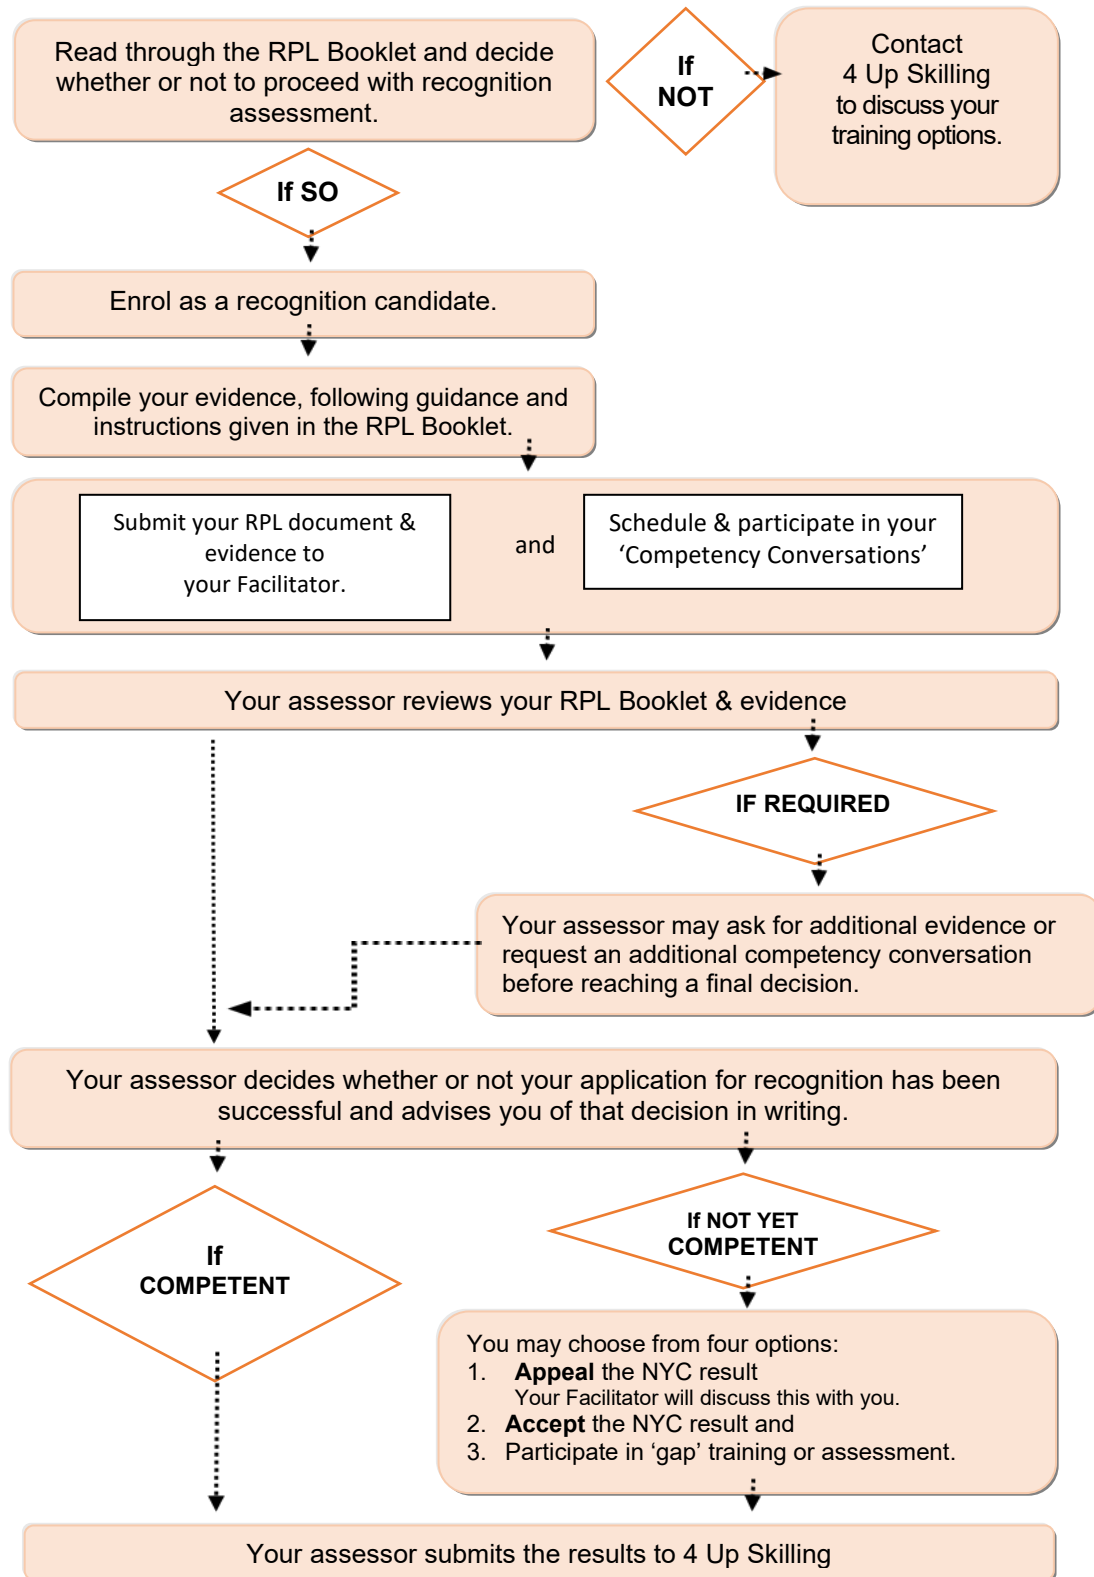 Read through the RPL Booklet and decide
whether or not to proceed with recognition
assessment.
If
NOT
Contact
4 Up Skilling
to discuss your
training options.
If SO
Enrol as a recognition candidate.
Compile your evidence, following guidance and
instructions given in the RPL Booklet.
Submit your RPL document &
evidence to
your Facilitator.
and
Schedule & participate in your
‘Competency Conversations’
Your assessor reviews your RPL Booklet & evidence
IF REQUIRED
Your assessor may ask for additional evidence or
request an additional competency conversation
before reaching a final decision.
Your assessor decides whether or not your application for recognition has been
successful and advises you of that decision in writing.
If
COMPETENT
If NOT YET
COMPETENT
You may choose from four options:
1. Appeal the NYC result
Your Facilitator will discuss this with you.
2. Accept the NYC result and
3. Participate in ‘gap’ training or assessment.
Your assessor submits the results to 4 Up Skilling